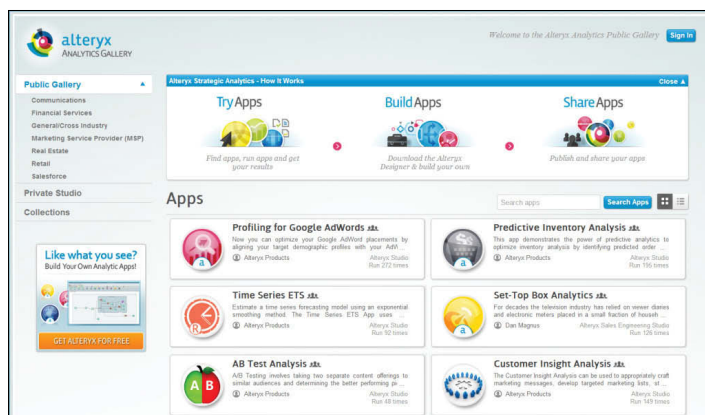 alteryx
ANALYTICS GALLERY
Welcome to the Alteryx Analytics Public Gallery
Sign In
Public Gallery
Communications
Financial Services
General/Cross Industry
Marketing Service Provider (MSP)
Real Estate
Retail
Salesforce
Private Studio
Collections
Like what you see?
Build Your Own Analytic Apps!
GET ALTERYX FOR FREE
Alteryx Strategic Analytics - How It Works
Close
Try Apps
Find apps, run apps and get
your results
Build Apps
Download the Alteryx
Designer & build your own
Share Apps
Publish and share your apps
Apps
Search apps
Search Apps
Profiling for Google AdWords
Now you can optimize your Google AdWord placements by
aligning your target demographic profiles with your AdW ...
Alteryx Products
Alteryx Studio
Run 272 times
a
Predictive Inventory Analysis
This app demonstrates the power of predictive analytics to
optimize inventory analysis by identifying predicted order ...
Alteryx Products
Alteryx Studio
Run 196 times
a
Time Series ETS
Estimate a time series forecasting model using an exponential
smoothing method. The Time Series ETS App uses ...
Alteryx Products
Alteryx Studio
Run 92 times
R
Set-Top Box Analytics
For decades the television industry has relied on viewer diaries
and electronic meters placed in a small fraction of househ ...
Dan Magnus
Alteryx Sales Engineering Studio
Run 126 times
a
AB Test Analysis
A/B Testing involves taking two separate content offerings to
similar audiences and determining the better performing p ...
Alteryx Products
Alteryx Studio
Run 48 times
A B
Customer Insight Analysis
The Customer Insight Analysis can be used to appropriately craft
marketing messages, develop targeted marketing lists, st ...
Alteryx Products
Alteryx Studio
Run 149 times